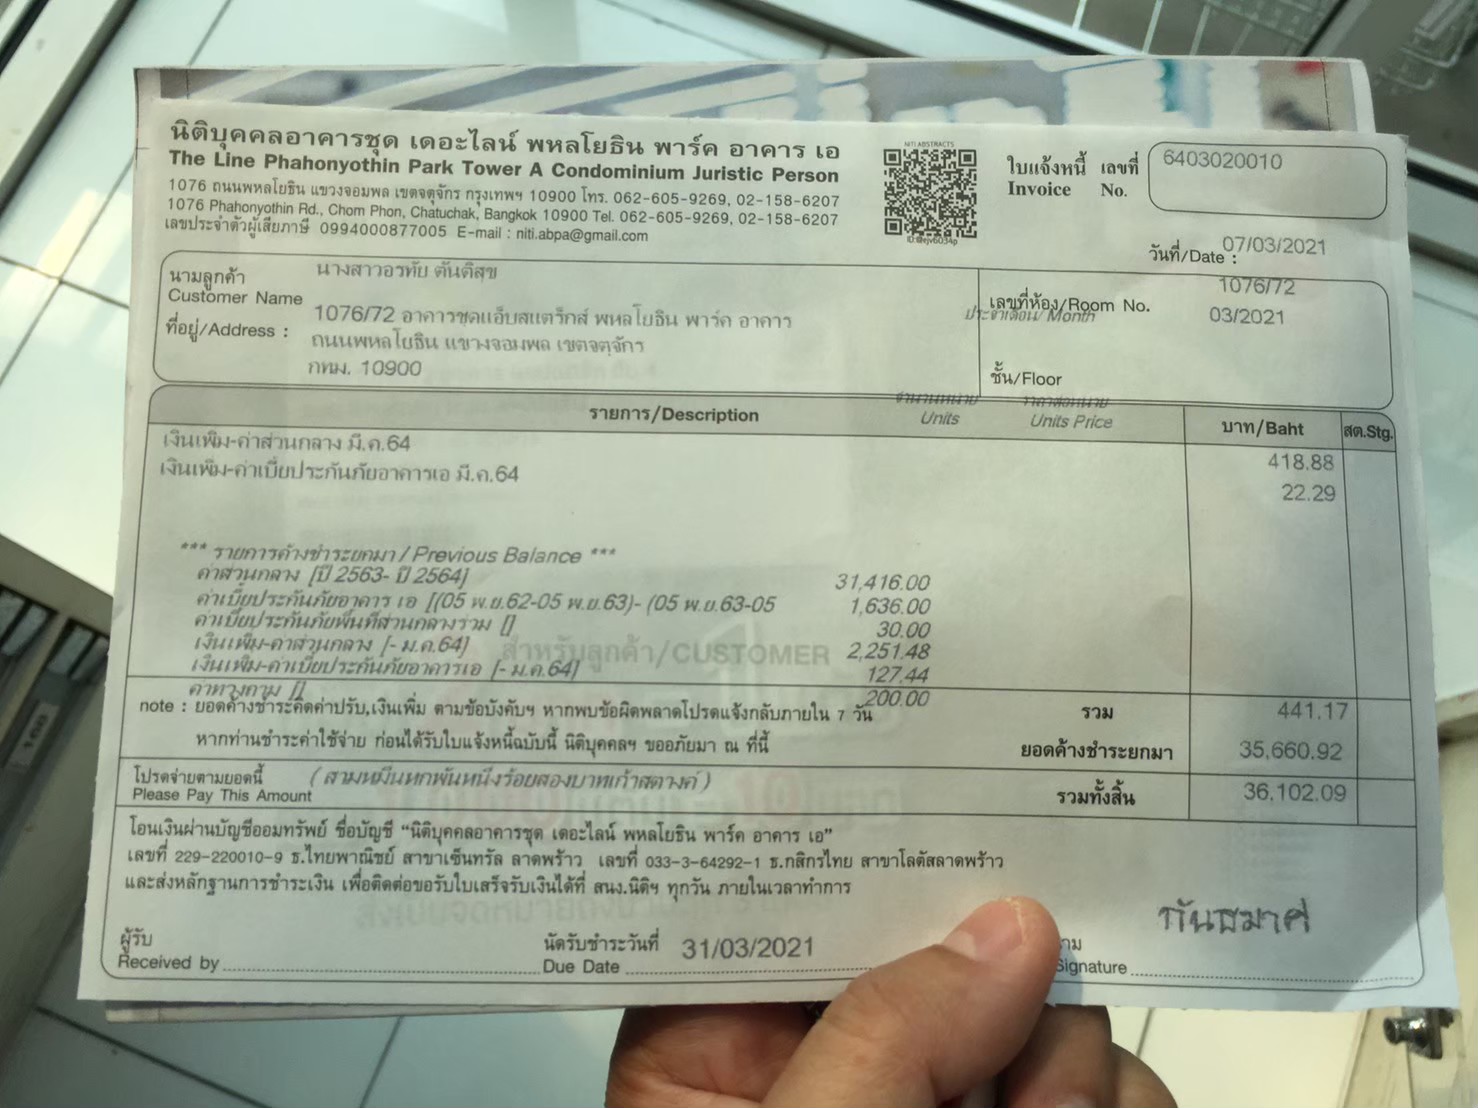 นิติบุคคลอาคารชุด เดอะไลน์ พหลโยธิน พาร์ค อาคาร เอ
The Line Phahonyothin Park Tower A Condominium Juristic Person
1076 ถนนพหลโยธิน แขวงจอมพล เขตจตุจักร กรุงเทพฯ 10900 โทร. 062-605-9269, 02-158-6207
1076 Phahonyothin Rd., Chom Phon, Chatuchak, Bangkok 10900 Tel. 062-605-9269, 02-158-6207
เลขประจำตัวผู้เสียภาษี 0994000877005 E-mail : niti.abpa@gmail.com
NITI ABSTRACTS
ใบแจ้งหนี้ เลขที่ 6403020010
Invoice No.
วันที่/Date : 07/03/2021
นามลูกค้า นางสาวอรทัย ตันติสุข
Customer Name
ที่อยู่/Address : 1076/72 อาคารชุดแอ็บสแตร็กส์ พหลโยธิน พาร์ค อาคาร
ถนนพหลโยธิน แขวงจอมพล เขตจตุจักร
กทม. 10900
เลขที่ห้อง/Room No. 1076/72
ประจำเดือน/Month 03/2021
ชั้น/Floor
รายการ/Description จำนวนหน่วย Units ราคาต่อหน่วย Units Price บาท/Baht สต.Stg.
เงินเพิ่ม-ค่าส่วนกลาง มี.ค.64 418.88
เงินเพิ่ม-ค่าเบี้ยประกันภัยอาคารเอ มี.ค.64 22.29
*** รายการค้างชำระยกมา / Previous Balance ***
ค่าส่วนกลาง [ปี 2563- ปี 2564] 31,416.00
ค่าเบี้ยประกันภัยอาคาร เอ [(05 พ.ย.62-05 พ.ย.63)- (05 พ.ย.63-05 1,636.00
ค่าเบี้ยประกันภัยพื้นที่ส่วนกลางร่วม [] 30.00
เงินเพิ่ม-ค่าส่วนกลาง [- ม.ค.64] 2,251.48
เงินเพิ่ม-ค่าเบี้ยประกันภัยอาคารเอ [- ม.ค.64] 127.44
ค่าทวงถาม [] 200.00
สำหรับลูกค้า/CUSTOMER
note : ยอดค้างชำระคิดค่าปรับ,เงินเพิ่ม ตามข้อบังคับฯ หากพบข้อผิดพลาดโปรดแจ้งกลับภายใน 7 วัน รวม 441.17
หากท่านชำระค่าใช้จ่าย ก่อนได้รับใบแจ้งหนี้ฉบับนี้ นิติบุคคลฯ ขออภัยมา ณ ที่นี้ ยอดค้างชำระยกมา 35,660.92
โปรดจ่ายตามยอดนี้ ( สามหมื่นหกพันหนึ่งร้อยสองบาทเก้าสตางค์ ) รวมทั้งสิ้น 36,102.09
Please Pay This Amount
โอนเงินผ่านบัญชีออมทรัพย์ ชื่อบัญชี "นิติบุคคลอาคารชุด เดอะไลน์ พหลโยธิน พาร์ค อาคาร เอ"
เลขที่ 229-220010-9 ธ.ไทยพาณิชย์ สาขาเซ็นทรัล ลาดพร้าว เลขที่ 033-3-64292-1 ธ.กสิกรไทย สาขาโลตัสลาดพร้าว
และส่งหลักฐานการชำระเงิน เพื่อติดต่อขอรับใบเสร็จรับเงินได้ที่ สนง.นิติฯ ทุกวัน ภายในเวลาทำการ
ผู้รับ
Received by
นัดรับชำระวันที่ 31/03/2021
Due Date
Signature